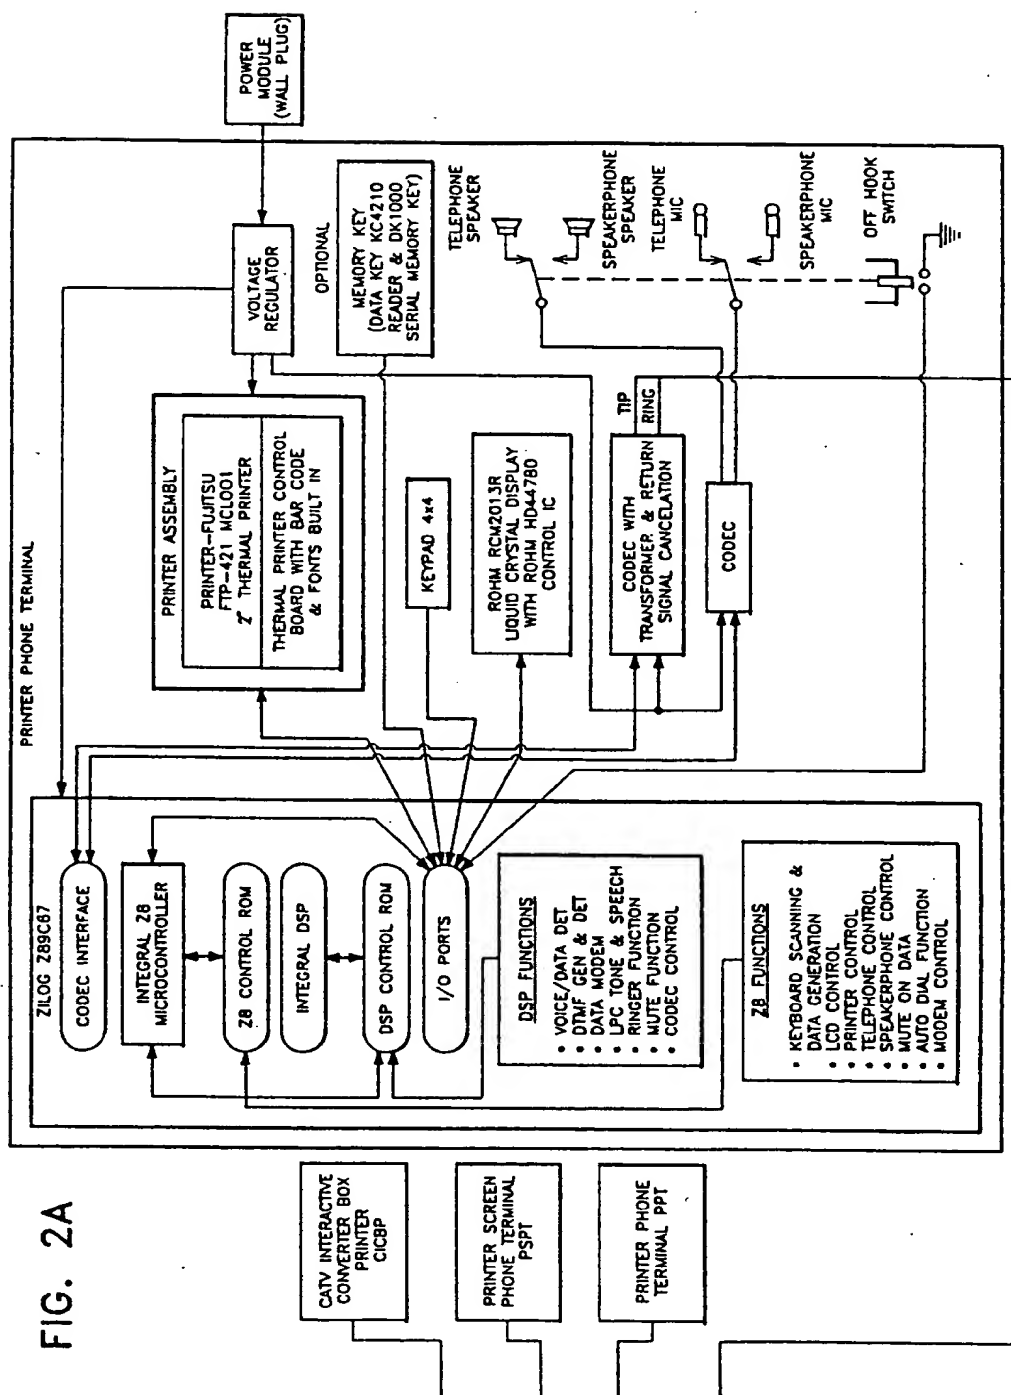 FIG. 2A
PRINTER PHONE TERMINAL
POWER
MODULE
(WALL PLUG)
VOLTAGE
REGULATOR
OPTIONAL
MEMORY KEY
(DATA KEY KC4210
READER & DK1000
SERIAL MEMORY KEY)
PRINTER ASSEMBLY
PRINTER-FUJITSU
FTP-421 MCL001
2" THERMAL PRINTER
THERMAL PRINTER CONTROL
BOARD WITH BAR CODE
& FONTS BUILT IN
KEYPAD 4x4
ROHM RCM2013R
LIQUID CRYSTAL DISPLAY
WITH ROHM HD44780
CONTROL IC
CODEC WITH
TRANSFORMER & RETURN
SIGNAL CANCELATION
TIP
RING
CODEC
TELEPHONE
SPEAKER
SPEAKERPHONE
SPEAKER
TELEPHONE
MIC
SPEAKERPHONE
MIC
OFF HOOK
SWITCH
ZILOG Z89C67
CODEC INTERFACE
INTEGRAL Z8
MICROCONTROLLER
Z8 CONTROL ROM
INTEGRAL DSP
DSP CONTROL ROM
I/O PORTS
DSP FUNCTIONS
• VOICE/DATA DET
• DTMF GEN & DET
• DATA MODEM
• LPC TONE & SPEECH
• RINGER FUNCTION
• MUTE FUNCTION
• CODEC CONTROL
Z8 FUNCTIONS
• KEYBOARD SCANNING &
DATA GENERATION
• LCD CONTROL
• PRINTER CONTROL
• TELEPHONE CONTROL
• SPEAKERPHONE CONTROL
• MUTE ON DATA
• AUTO DIAL FUNCTION
• MODEM CONTROL
CATV INTERACTIVE
CONVERTER BOX
PRINTER
CICBP
PRINTER SCREEN
PHONE TERMINAL
PSPT
PRINTER PHONE
TERMINAL PPT